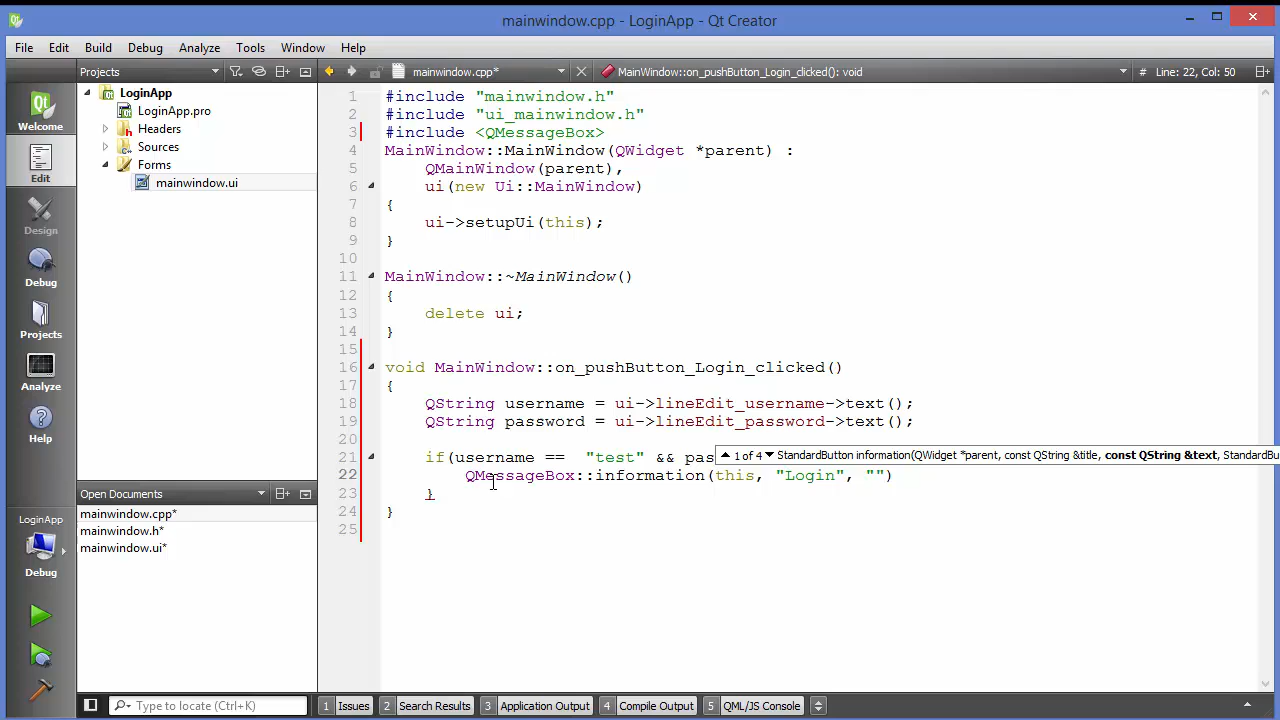 mainwindow.cpp - LoginApp - Qt Creator
File Edit Build Debug Analyze Tools Window Help
Projects mainwindow.cpp* MainWindow::on_pushButton_Login_clicked(): void # Line: 22, Col: 50
Welcome
Edit
Design
Debug
Projects
Analyze
Help
LoginApp
Debug
LoginApp
LoginApp.pro
Headers
Sources
Forms
mainwindow.ui
Open Documents
mainwindow.cpp*
mainwindow.h*
mainwindow.ui*
1 #include "mainwindow.h"
2 #include "ui_mainwindow.h"
3 #include <QMessageBox>
4 MainWindow::MainWindow(QWidget *parent) :
5 QMainWindow(parent),
6 ui(new Ui::MainWindow)
7 {
8 ui->setupUi(this);
9 }
10
11 MainWindow::~MainWindow()
12 {
13 delete ui;
14 }
15
16 void MainWindow::on_pushButton_Login_clicked()
17 {
18 QString username = ui->lineEdit_username->text();
19 QString password = ui->lineEdit_password->text();
20
21 if(username == "test" && pas 1 of 4 StandardButton information(QWidget *parent, const QString &title, const QString &text, StandardBu
22 QMessageBox::information(this, "Login", "")
23 }
24 }
25
Type to locate (Ctrl+K) 1 Issues 2 Search Results 3 Application Output 4 Compile Output 5 QML/JS Console